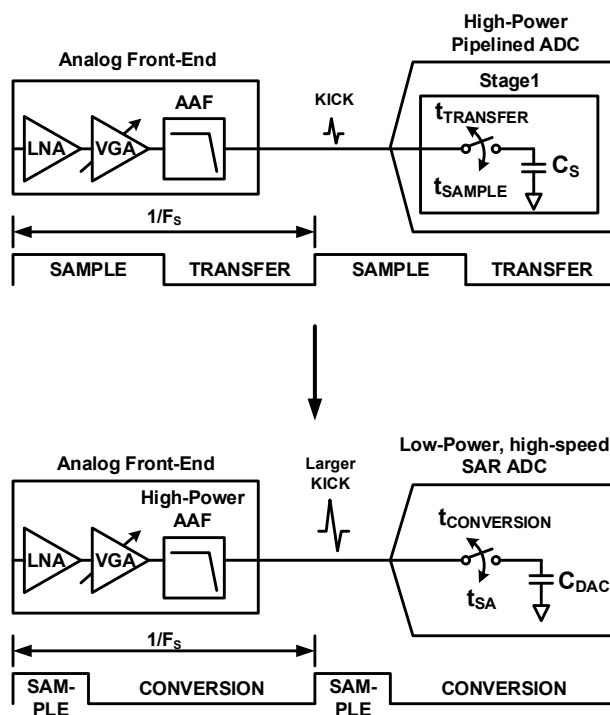 High-Power
Pipelined ADC
Analog Front-End
Stage1
AAF
KICK
LNA
VGA
tTRANSFER
tSAMPLE
CS
1/FS
SAMPLE
TRANSFER
SAMPLE
TRANSFER
Low-Power, high-speed
SAR ADC
Analog Front-End
Larger
KICK
High-Power
AAF
LNA
VGA
tCONVERSION
tSA
CDAC
1/FS
SAM-
PLE
CONVERSION
SAM-
PLE
CONVERSION